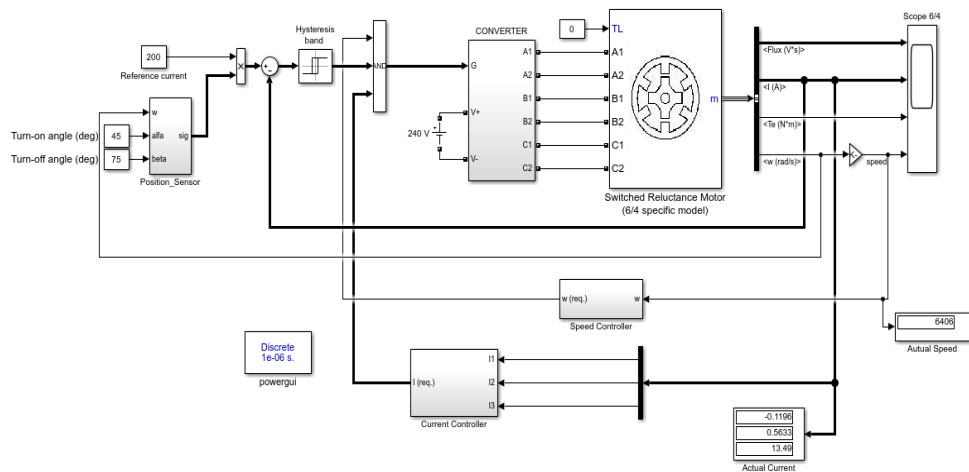 Hysteresis
band
CONVERTER
Scope 6/4
200
Reference current
×
+
-
AND
G
V+
V-
240 V
+
A1
A2
B1
B2
C1
C2
0
TL
A1
A2
B1
B2
C1
C2
m
<Flux (V*s)>
<I (A)>
<Te (N*m)>
<w (rad/s)>
K-
speed
Turn-on angle (deg)
45
Turn-off angle (deg)
75
w
alfa
beta
sig
Position_Sensor
Switched Reluctance Motor
(6/4 specific model)
w (req.)
w
Speed Controller
6406
Autual Speed
Discrete
1e-06 s.
powergui
I (req.)
I1
I2
I3
Current Controller
-0.1196
0.5633
13.49
Actual Current